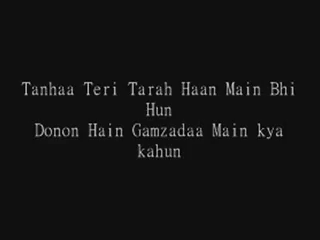 Tanhaa Teri Tarah Haan Main Bhi
Hun
Donon Hain Gamzadaa Main kya
kahun